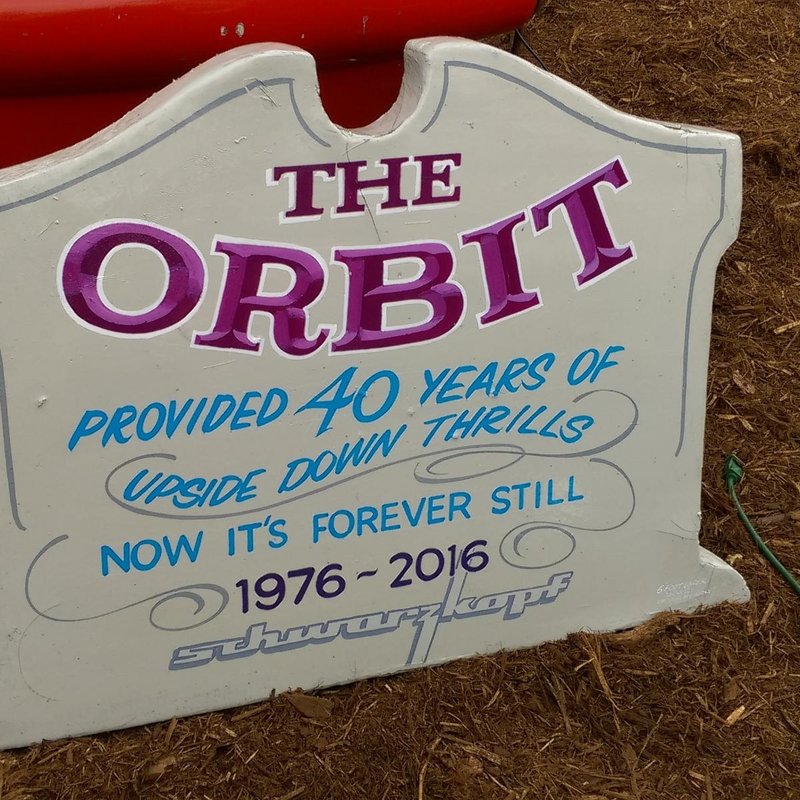 THE
ORBIT
PROVIDED 40 YEARS OF
UPSIDE DOWN THRILLS
NOW IT'S FOREVER STILL
1976 ~ 2016
schwarzkopf